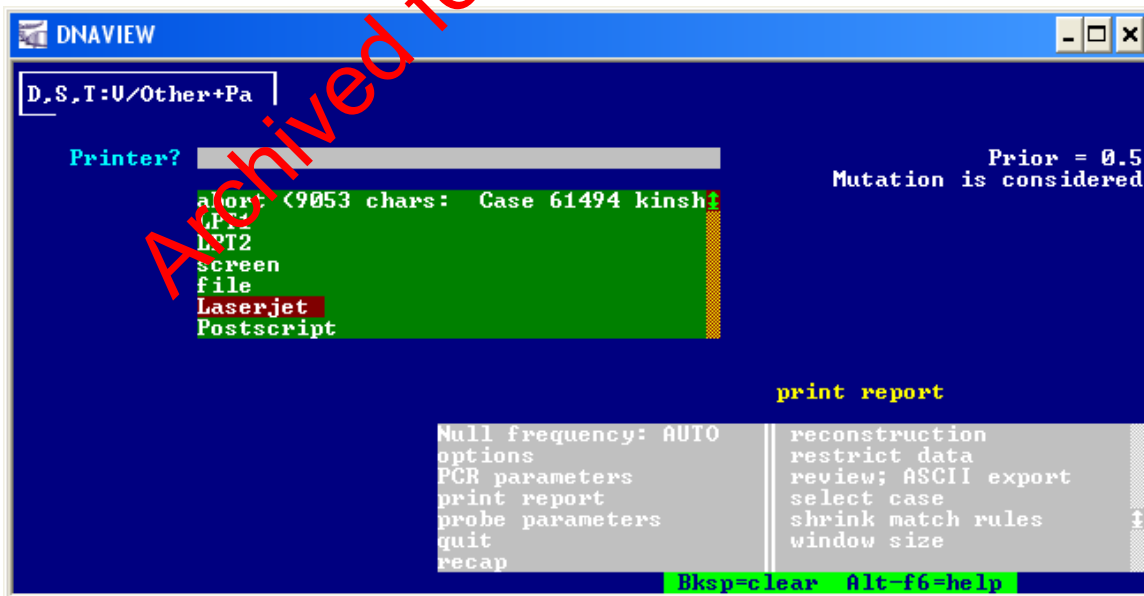 DNAVIEW
D,S,T:V/Other+Pa
Printer?
Prior = 0.5
Mutation is considered
abort (9053 chars: Case 61494 kinsh
LPT1
LPT2
screen
file
Laserjet
Postscript
print report
Null frequency: AUTO
options
PCR parameters
print report
probe parameters
quit
recap
reconstruction
restrict data
review; ASCII export
select case
shrink match rules
window size
Bksp=clear Alt-f6=help
Archived